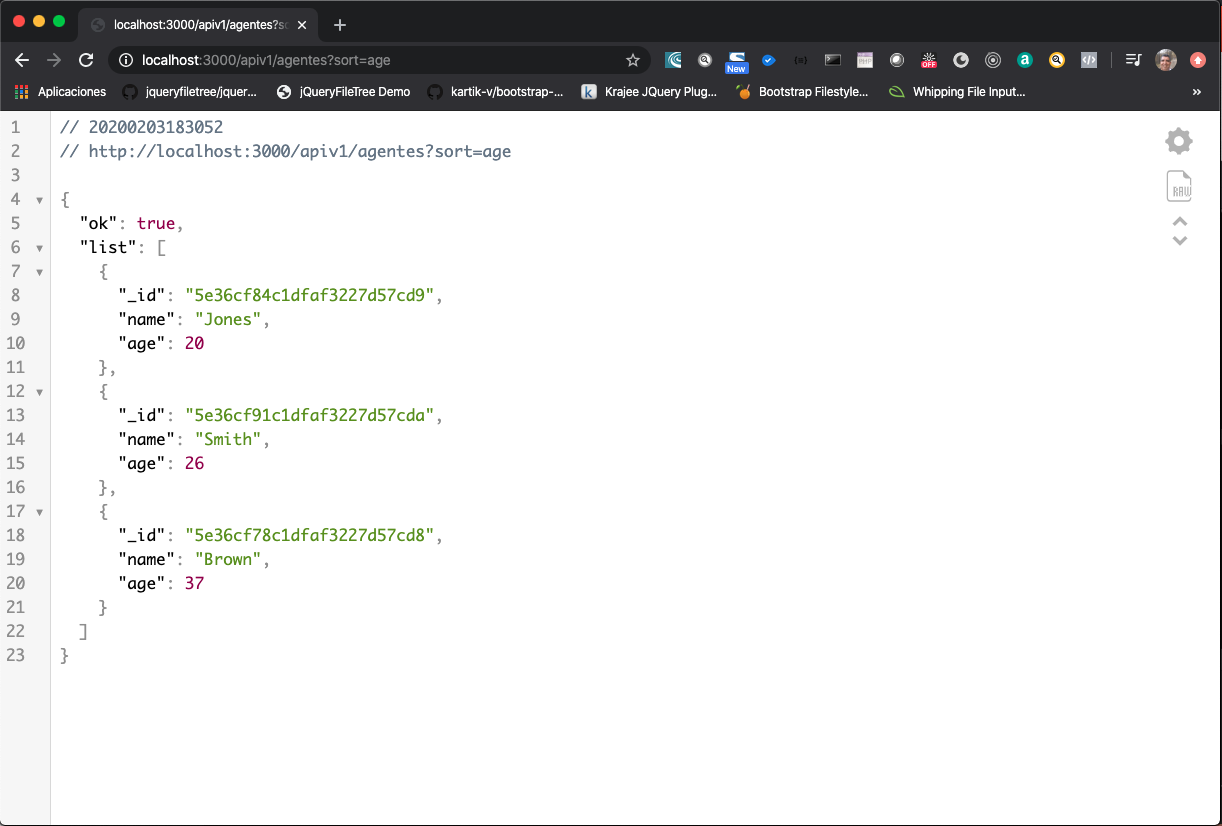 localhost:3000/apiv1/agentes?so
localhost:3000/apiv1/agentes?sort=age
New
PHP
OFF
a
</>
Aplicaciones
jqueryfiletree/jquer...
jQueryFileTree Demo
kartik-v/bootstrap-...
k
Krajee JQuery Plug...
Bootstrap Filestyle...
Whipping File Input...
»
1 // 20200203183052
2 // http://localhost:3000/apiv1/agentes?sort=age
3
4 {
5 "ok": true,
6 "list": [
7 {
8 "_id": "5e36cf84c1dfaf3227d57cd9",
9 "name": "Jones",
10 "age": 20
11 },
12 {
13 "_id": "5e36cf91c1dfaf3227d57cda",
14 "name": "Smith",
15 "age": 26
16 },
17 {
18 "_id": "5e36cf78c1dfaf3227d57cd8",
19 "name": "Brown",
20 "age": 37
21 }
22 ]
23 }
RAW